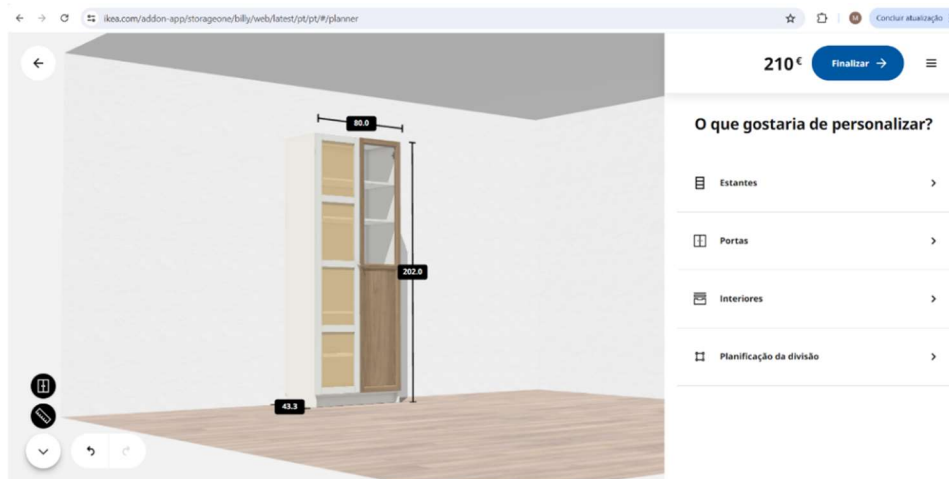 ikea.com/addon-app/storageone/billy/web/latest/pt/pt/#/planner
M
Concluir atualização
210€
Finalizar
O que gostaria de personalizar?
Estantes
Portas
Interiores
Planificação da divisão
80.0
202.0
43.3